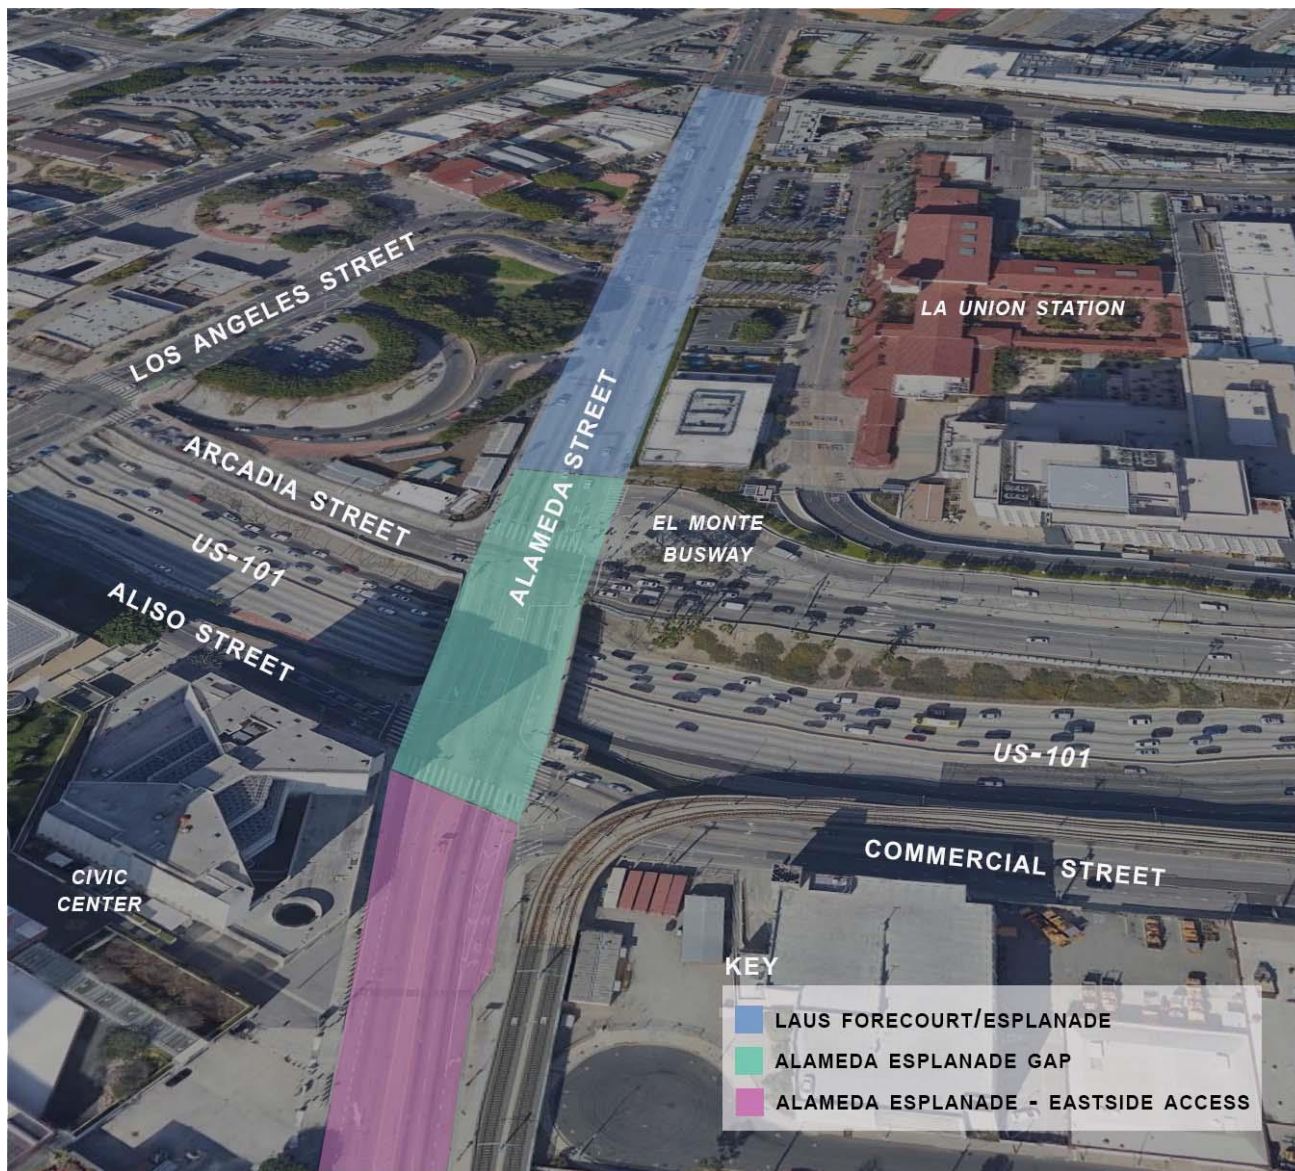 LOS ANGELES STREET
LA UNION STATION
ALAMEDA STREET
ARCADIA STREET
US-101
EL MONTE
BUSWAY
ALISO STREET
US-101
COMMERCIAL STREET
CIVIC
CENTER
KEY
LAUS FORECOURT/ESPLANADE
ALAMEDA ESPLANADE GAP
ALAMEDA ESPLANADE - EASTSIDE ACCESS